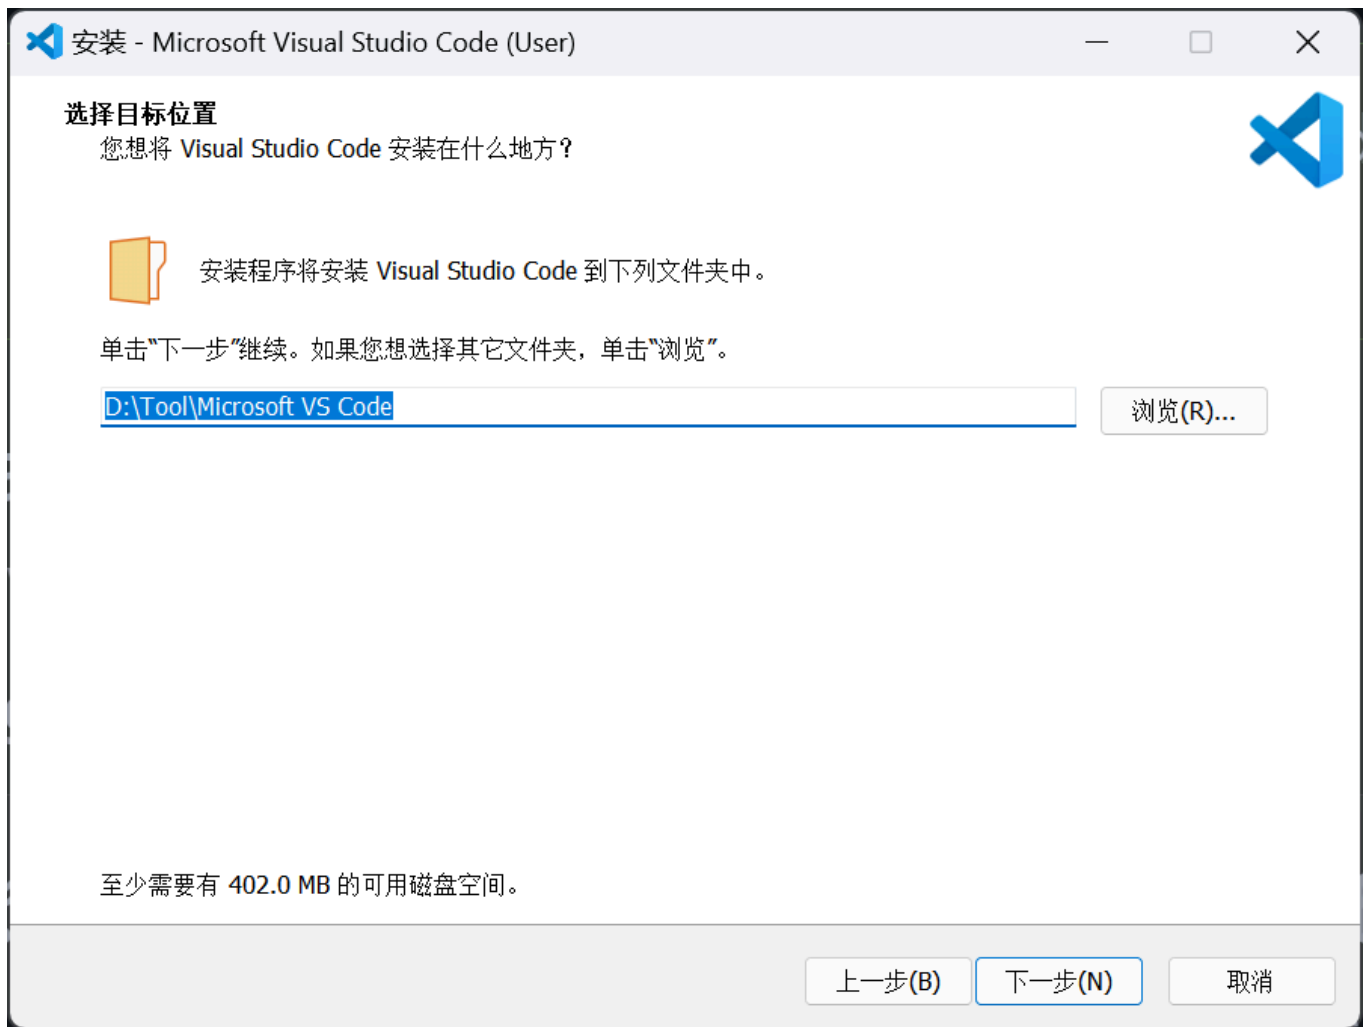 安装 - Microsoft Visual Studio Code (User)
选择目标位置
您想将 Visual Studio Code 安装在什么地方？
安装程序将安装 Visual Studio Code 到下列文件夹中。
单击“下一步”继续。如果您想选择其它文件夹，单击“浏览”。
D:\Tool\Microsoft VS Code
浏览(R)...
至少需要有 402.0 MB 的可用磁盘空间。
上一步(B) 下一步(N) 取消